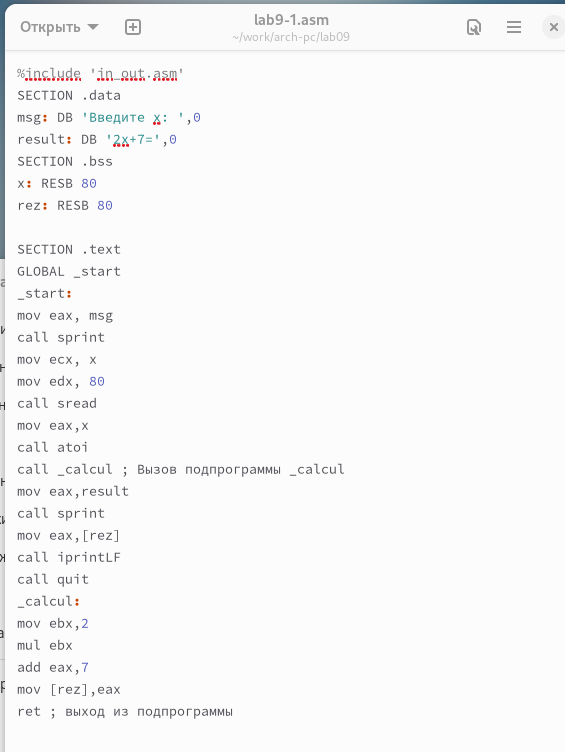 Открыть
lab9-1.asm
~/work/arch-pc/lab09
%include 'in_out.asm'
SECTION .data
msg: DB 'Введите x: ',0
result: DB '2x+7=',0
SECTION .bss
x: RESB 80
rez: RESB 80
SECTION .text
GLOBAL _start
_start:
mov eax, msg
call sprint
mov ecx, x
mov edx, 80
call sread
mov eax,x
call atoi
call _calcul ; Вызов подпрограммы _calcul
mov eax,result
call sprint
mov eax,[rez]
call iprintLF
call quit
_calcul:
mov ebx,2
mul ebx
add eax,7
mov [rez],eax
ret ; выход из подпрограммы